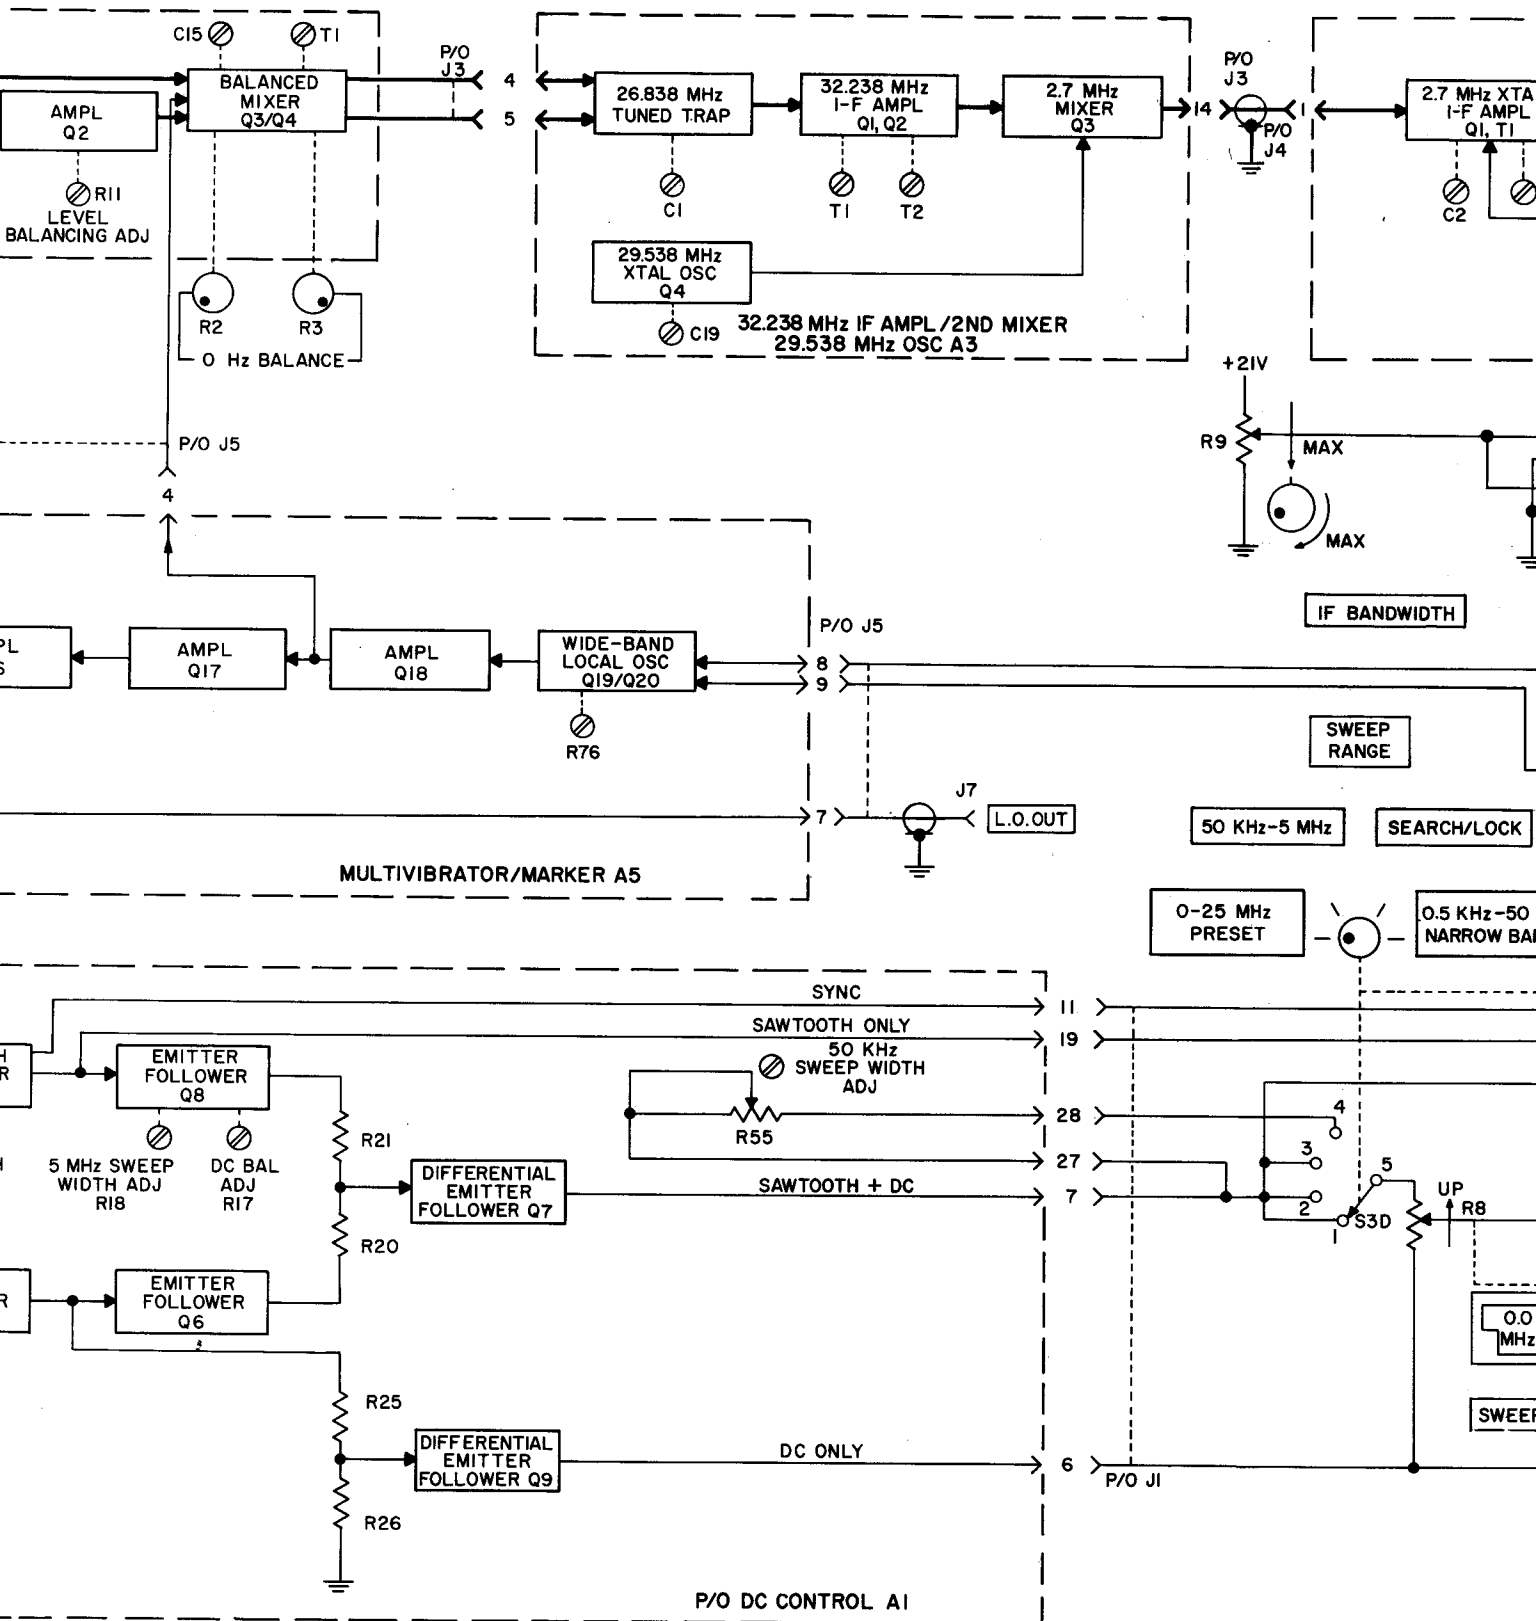 C15
T1
BALANCED
MIXER
Q3/Q4
AMPL
Q2
R11
LEVEL
BALANCING ADJ
P/O
J3
4
5
26.838 MHz
TUNED TRAP
32.238 MHz
I-F AMPL
Q1, Q2
2.7 MHz
MIXER
Q3
C1
T1
T2
29.538 MHz
XTAL OSC
Q4
C19
32.238 MHz IF AMPL/2ND MIXER
29.538 MHz OSC A3
14
P/O
J3
1
P/O
J4
2.7 MHz XTA
I-F AMPL
Q1, T1
C2
R2
R3
0 Hz BALANCE
+21V
R9
MAX
MAX
P/O J5
4
IF BANDWIDTH
PL
AMPL
Q17
AMPL
Q18
WIDE-BAND
LOCAL OSC
Q19/Q20
R76
P/O J5
8
9
7
J7
L.O.OUT
MULTIVIBRATOR/MARKER A5
SWEEP
RANGE
50 KHz-5 MHz
SEARCH/LOCK
0-25 MHz
PRESET
0.5 KHz-50
NARROW BA
SYNC
11
SAWTOOTH ONLY
19
H
R
EMITTER
FOLLOWER
Q8
50 KHz
SWEEP WIDTH
ADJ
R55
28
27
5 MHz SWEEP
WIDTH ADJ
R18
DC BAL
ADJ
R17
R21
R20
DIFFERENTIAL
EMITTER
FOLLOWER Q7
SAWTOOTH + DC
7
4
3
2
1
5
S3D
UP
R8
R
EMITTER
FOLLOWER
Q6
0.0
MHz
R25
R26
DIFFERENTIAL
EMITTER
FOLLOWER Q9
DC ONLY
6
P/O J1
SWEEP
P/O DC CONTROL A1